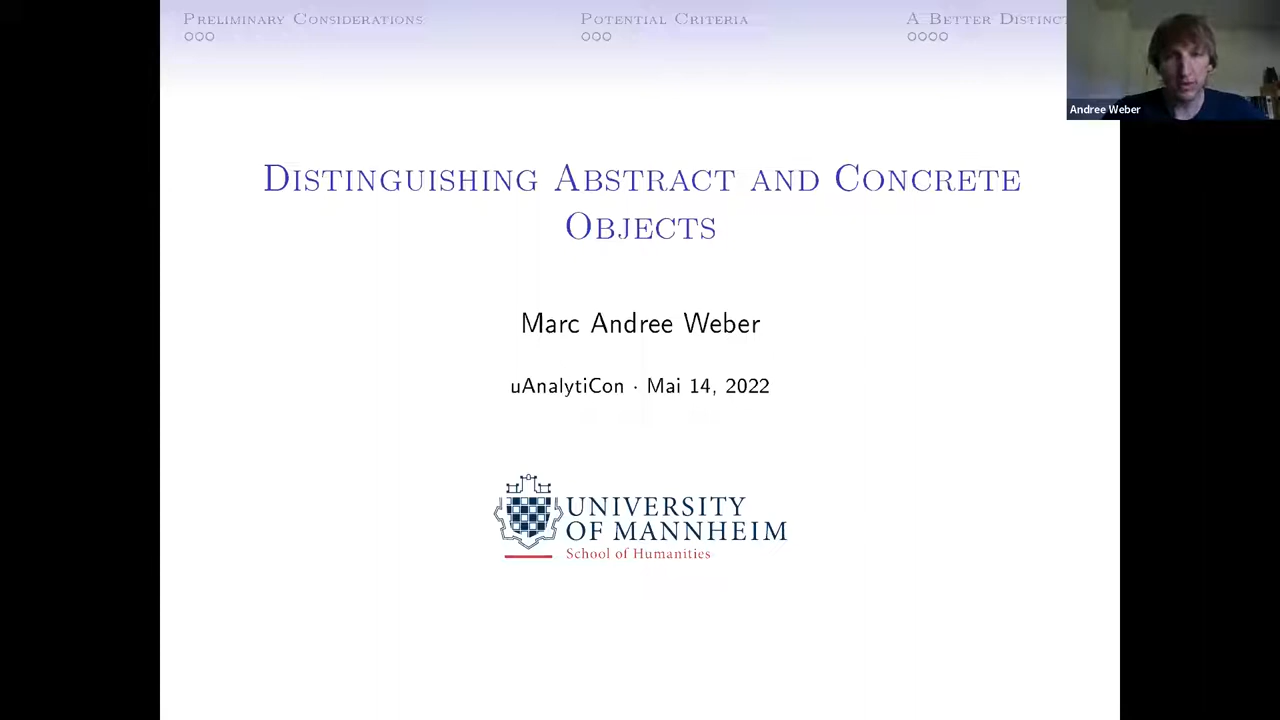 Preliminary Considerations
Potential Criteria
A Better Distinct
Andree Weber
Distinguishing Abstract and Concrete
Objects
Marc Andree Weber
uAnalytiCon · Mai 14, 2022
UNIVERSITY
OF MANNHEIM
School of Humanities